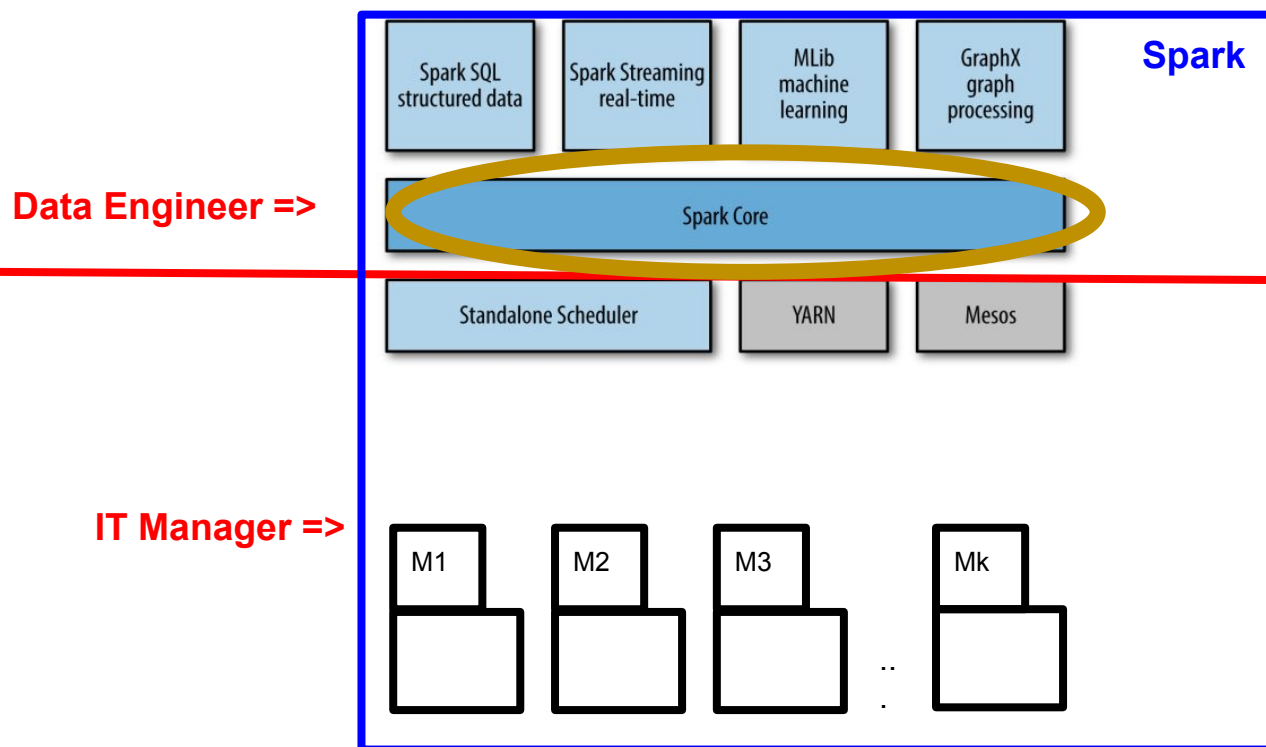 Spark
Spark SQL
structured data
Spark Streaming
real-time
MLib
machine
learning
GraphX
graph
processing
Data Engineer =>
Spark Core
Standalone Scheduler
YARN
Mesos
IT Manager =>
M1
M2
M3
Mk
..
.